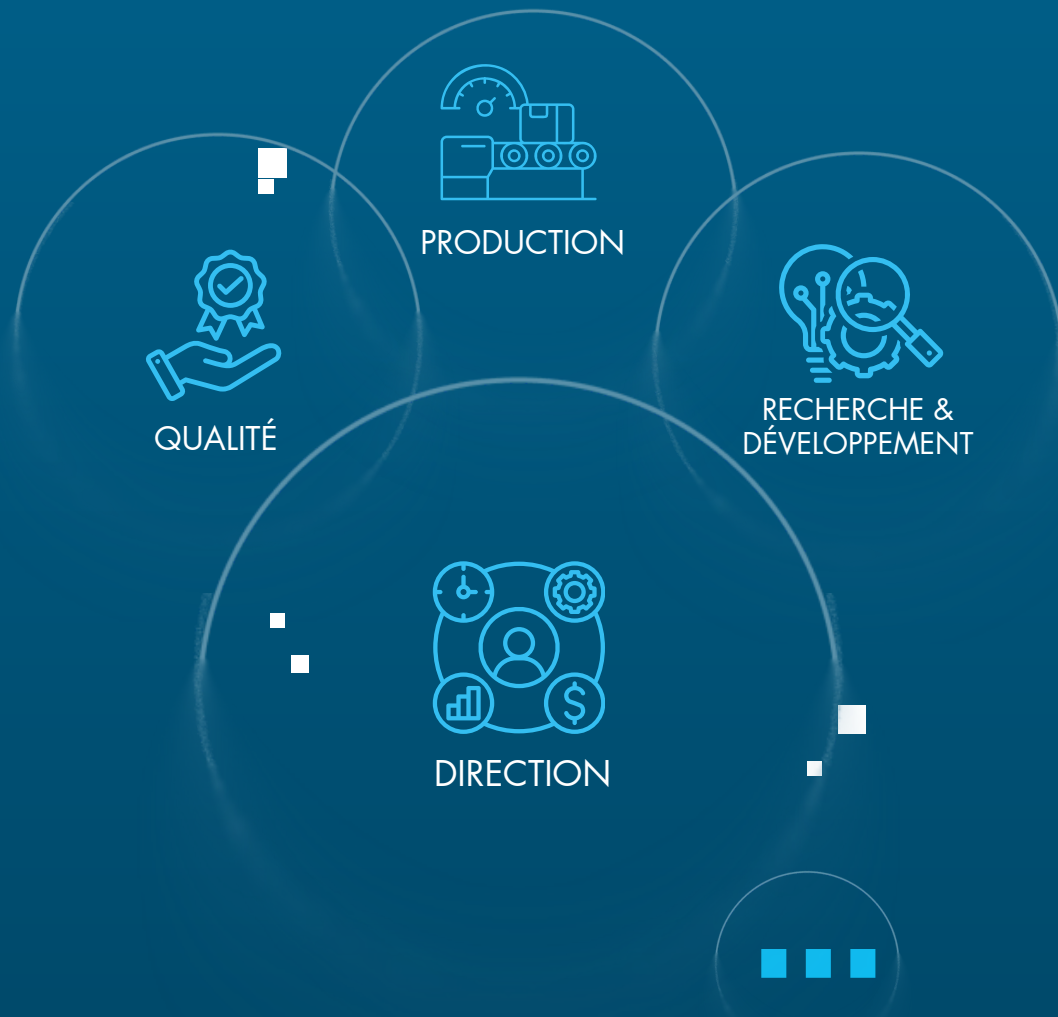 PRODUCTION
QUALITÉ
RECHERCHE &
DÉVELOPPEMENT
DIRECTION